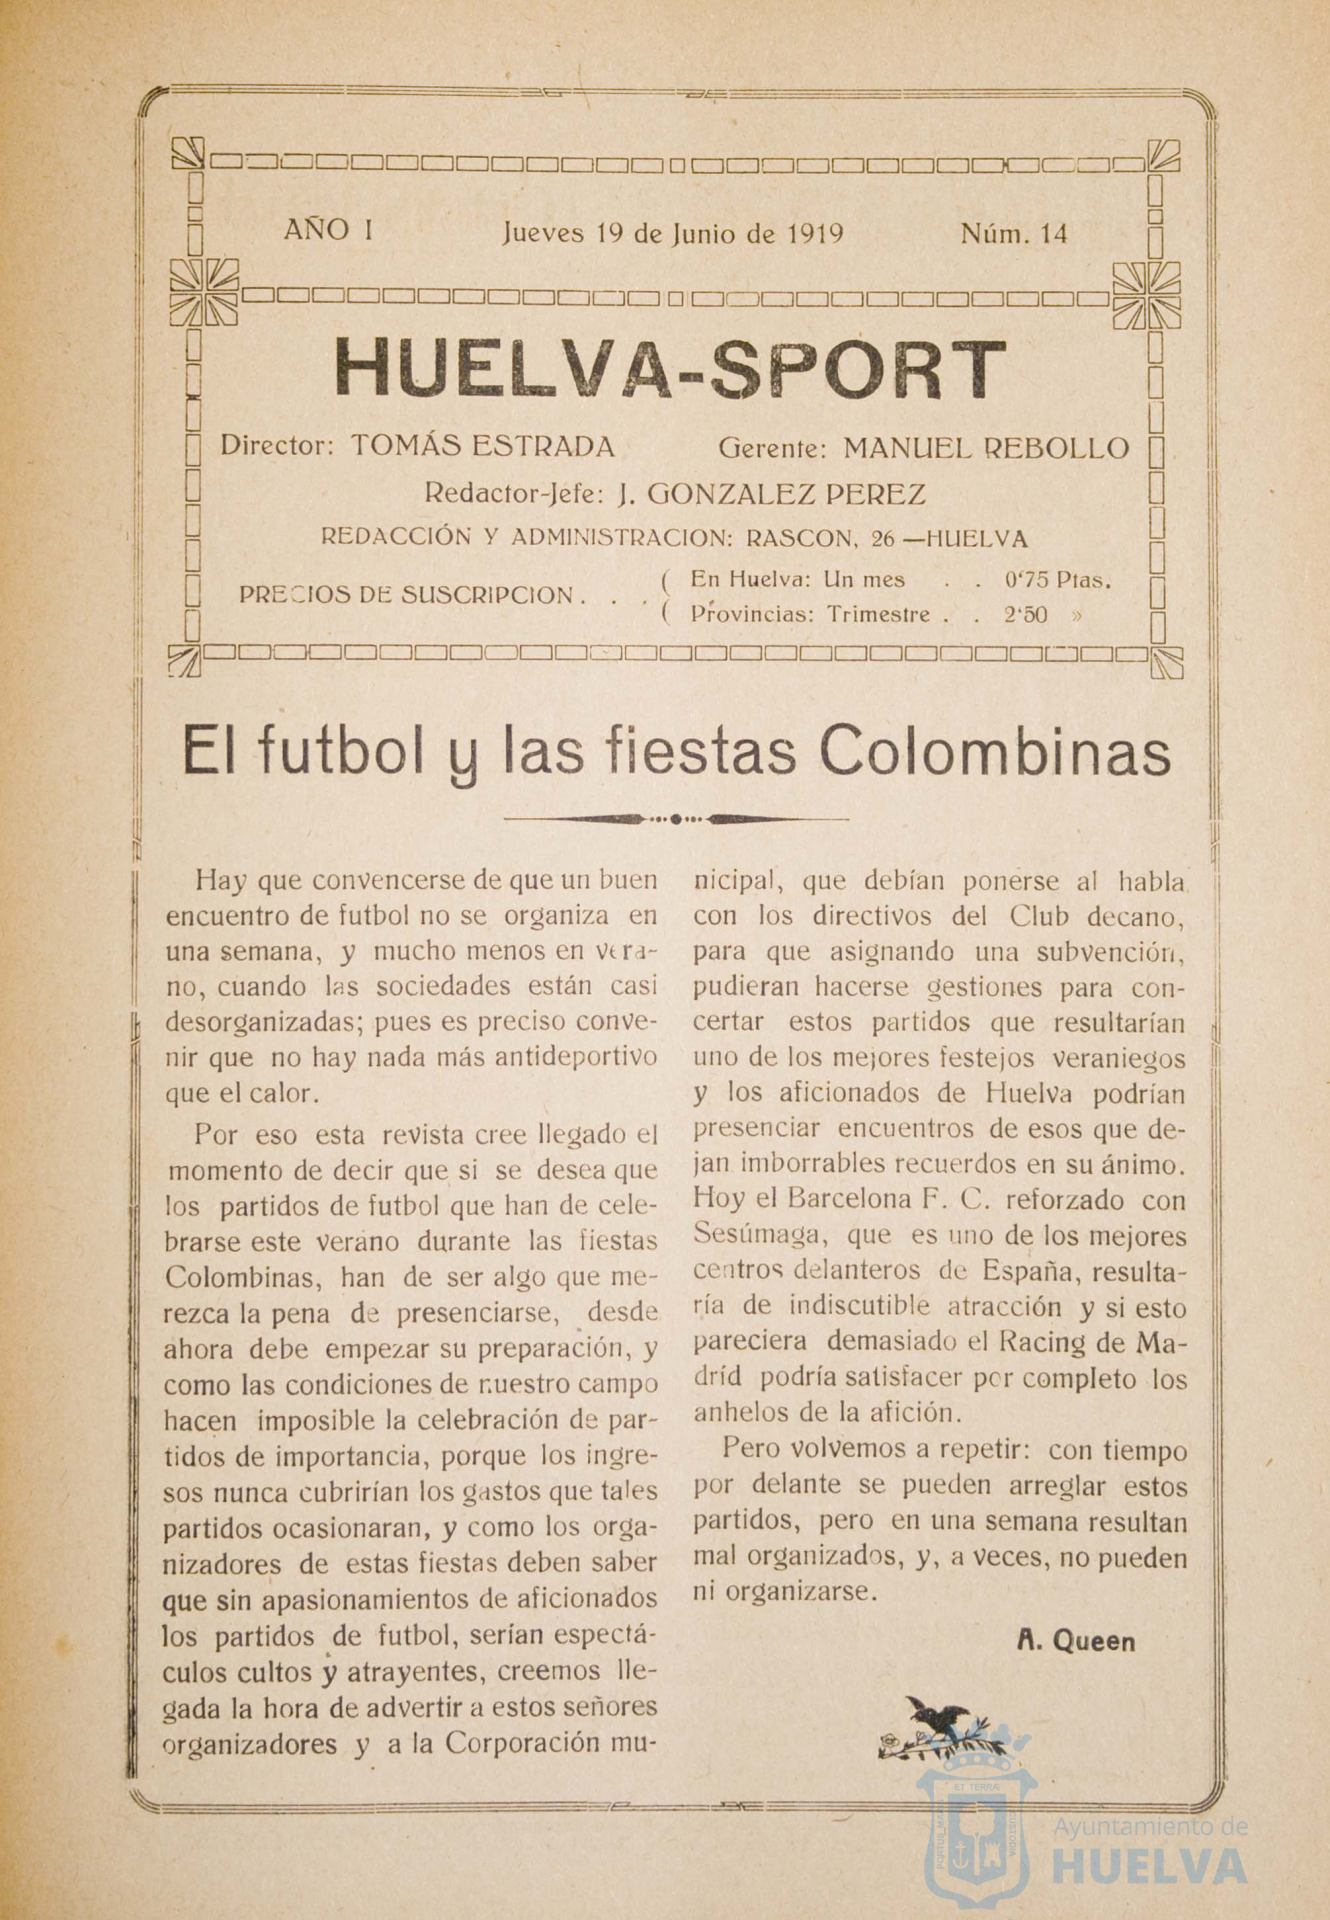 AÑO I Jueves 19 de Junio de 1919 Núm. 14
HUELVA-SPORT
Director: TOMÁS ESTRADA Gerente: MANUEL REBOLLO
Redactor-Jefe: J. GONZALEZ PEREZ
REDACCIÓN Y ADMINISTRACION: RASCON, 26 —HUELVA
PRECIOS DE SUSCRIPCION . . . ( En Huelva: Un mes . . 0'75 Ptas.
( Provincias: Trimestre . . 2'50 »
El futbol y las fiestas Colombinas
Hay que convencerse de que un buen
encuentro de futbol no se organiza en
una semana, y mucho menos en vera-
no, cuando las sociedades están casi
desorganizadas; pues es preciso conve-
nir que no hay nada más antideportivo
que el calor.
Por eso esta revista cree llegado el
momento de decir que si se desea que
los partidos de futbol que han de cele-
brarse este verano durante las fiestas
Colombinas, han de ser algo que me-
rezca la pena de presenciarse, desde
ahora debe empezar su preparación, y
como las condiciones de nuestro campo
hacen imposible la celebración de par-
tidos de importancia, porque los ingre-
sos nunca cubrirían los gastos que tales
partidos ocasionaran, y como los orga-
nizadores de estas fiestas deben saber
que sin apasionamientos de aficionados
los partidos de futbol, serían espectá-
culos cultos y atrayentes, creemos lle-
gada la hora de advertir a estos señores
organizadores y a la Corporación mu-
nicipal, que debían ponerse al habla
con los directivos del Club decano,
para que asignando una subvención,
pudieran hacerse gestiones para con-
certar estos partidos que resultarían
uno de los mejores festejos veraniegos
y los aficionados de Huelva podrían
presenciar encuentros de esos que de-
jan imborrables recuerdos en su ánimo.
Hoy el Barcelona F. C. reforzado con
Sesúmaga, que es uno de los mejores
centros delanteros de España, resulta-
ría de indiscutible atracción y si esto
pareciera demasiado el Racing de Ma-
dríd podría satisfacer por completo los
anhelos de la afición.
Pero volvemos a repetir: con tiempo
por delante se pueden arreglar estos
partidos, pero en una semana resultan
mal organizados, y, a veces, no pueden
ni organizarse.
A. Queen
ET TERRÆ
PORTUS MARIS
CUSTODIA
Ayuntamiento de
HUELVA